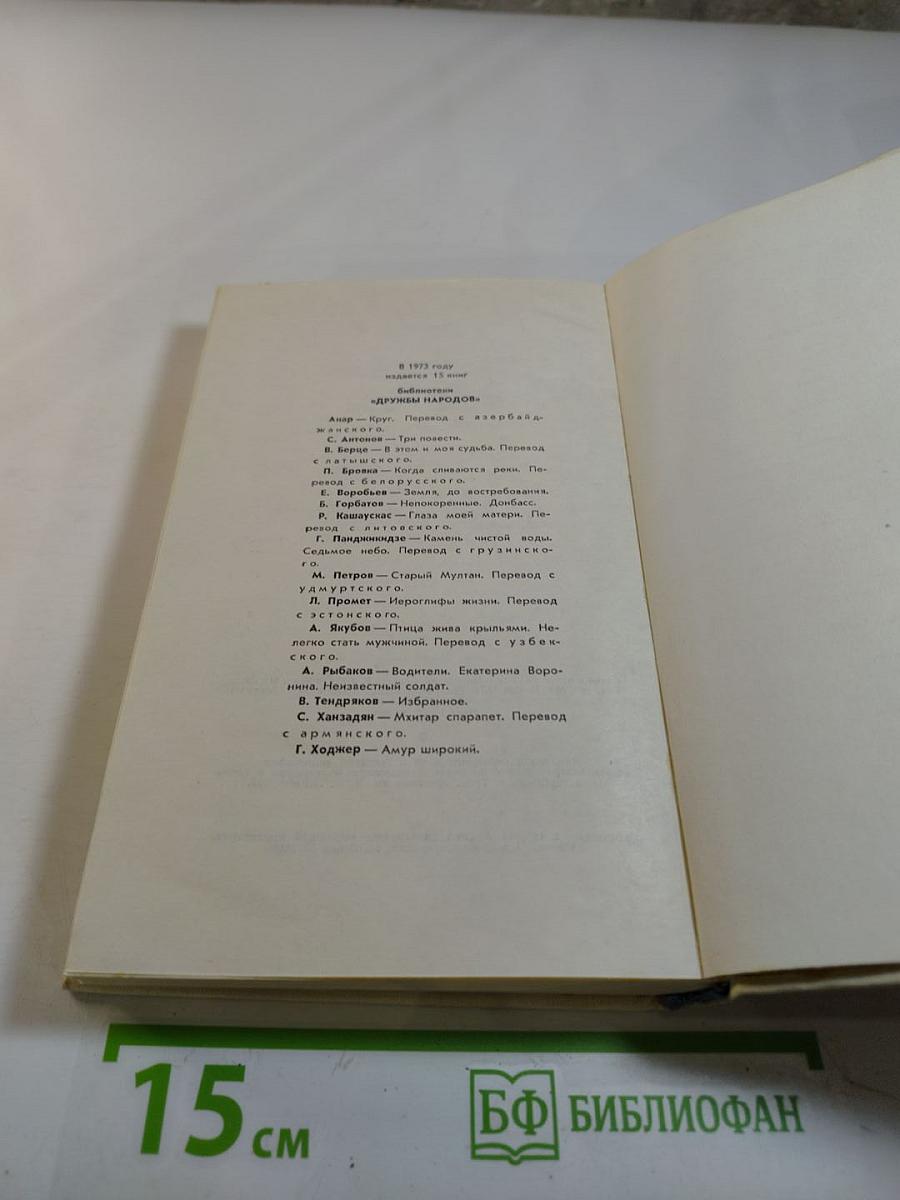 В 1973 году
издается 15 книг
библиотеки
«ДРУЖБЫ НАРОДОВ»
Анар — Круг. Перевод с азербайд-
жанского.
С. Антонов — Три повести.
В. Берце — В этом и моя судьба. Перевод
с латышского.
П. Бровка — Когда сливаются реки. Пе-
ревод с белорусского.
Е. Воробьев — Земля, до востребования.
Б. Горбатов — Непокоренные. Донбасс.
Р. Кашаускас — Глаза моей матери. Пе-
ревод с литовского.
Г. Панджикидзе — Камень чистой воды.
Седьмое небо. Перевод с грузинско-
го.
М. Петров — Старый Мултан. Перевод с
удмуртского.
Л. Промет — Иероглифы жизни. Перевод
с эстонского.
А. Якубов — Птица жива крыльями. Не-
легко стать мужчиной. Перевод с узбек-
ского.
А. Рыбаков — Водители. Екатерина Воро-
нина. Неизвестный солдат.
В. Тендряков — Избранное.
С. Ханзадян — Мхитар спарапет. Перевод
с армянского.
Г. Ходжер — Амур широкий.
15 см
БФ БИБЛИОФАН